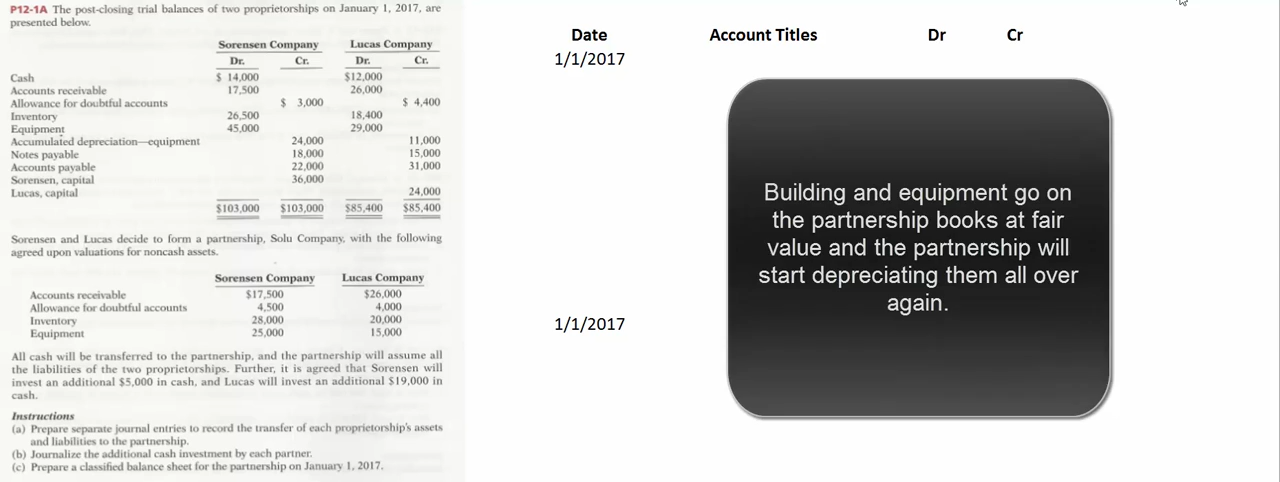 P12-1A The post-closing trial balances of two proprietorships on January 1, 2017, are
presented below.
Sorensen Company Lucas Company
Dr. Cr. Dr. Cr.
Cash $ 14,000 $12,000
Accounts receivable 17,500 26,000
Allowance for doubtful accounts $ 3,000 $ 4,400
Inventory 26,500 18,400
Equipment 45,000 29,000
Accumulated depreciation—equipment 24,000 11,000
Notes payable 18,000 15,000
Accounts payable 22,000 31,000
Sorensen, capital 36,000
Lucas, capital 24,000
$103,000 $103,000 $85,400 $85,400
Sorensen and Lucas decide to form a partnership, Solu Company, with the following
agreed upon valuations for noncash assets.
Sorensen Company Lucas Company
Accounts receivable $17,500 $26,000
Allowance for doubtful accounts 4,500 4,000
Inventory 28,000 20,000
Equipment 25,000 15,000
All cash will be transferred to the partnership, and the partnership will assume all
the liabilities of the two proprietorships. Further, it is agreed that Sorensen will
invest an additional $5,000 in cash, and Lucas will invest an additional $19,000 in
cash.
Instructions
(a) Prepare separate journal entries to record the transfer of each proprietorship's assets
and liabilities to the partnership.
(b) Journalize the additional cash investment by each partner.
(c) Prepare a classified balance sheet for the partnership on January 1, 2017.
Date Account Titles Dr Cr
1/1/2017
Building and equipment go on
the partnership books at fair
value and the partnership will
start depreciating them all over
again.
1/1/2017